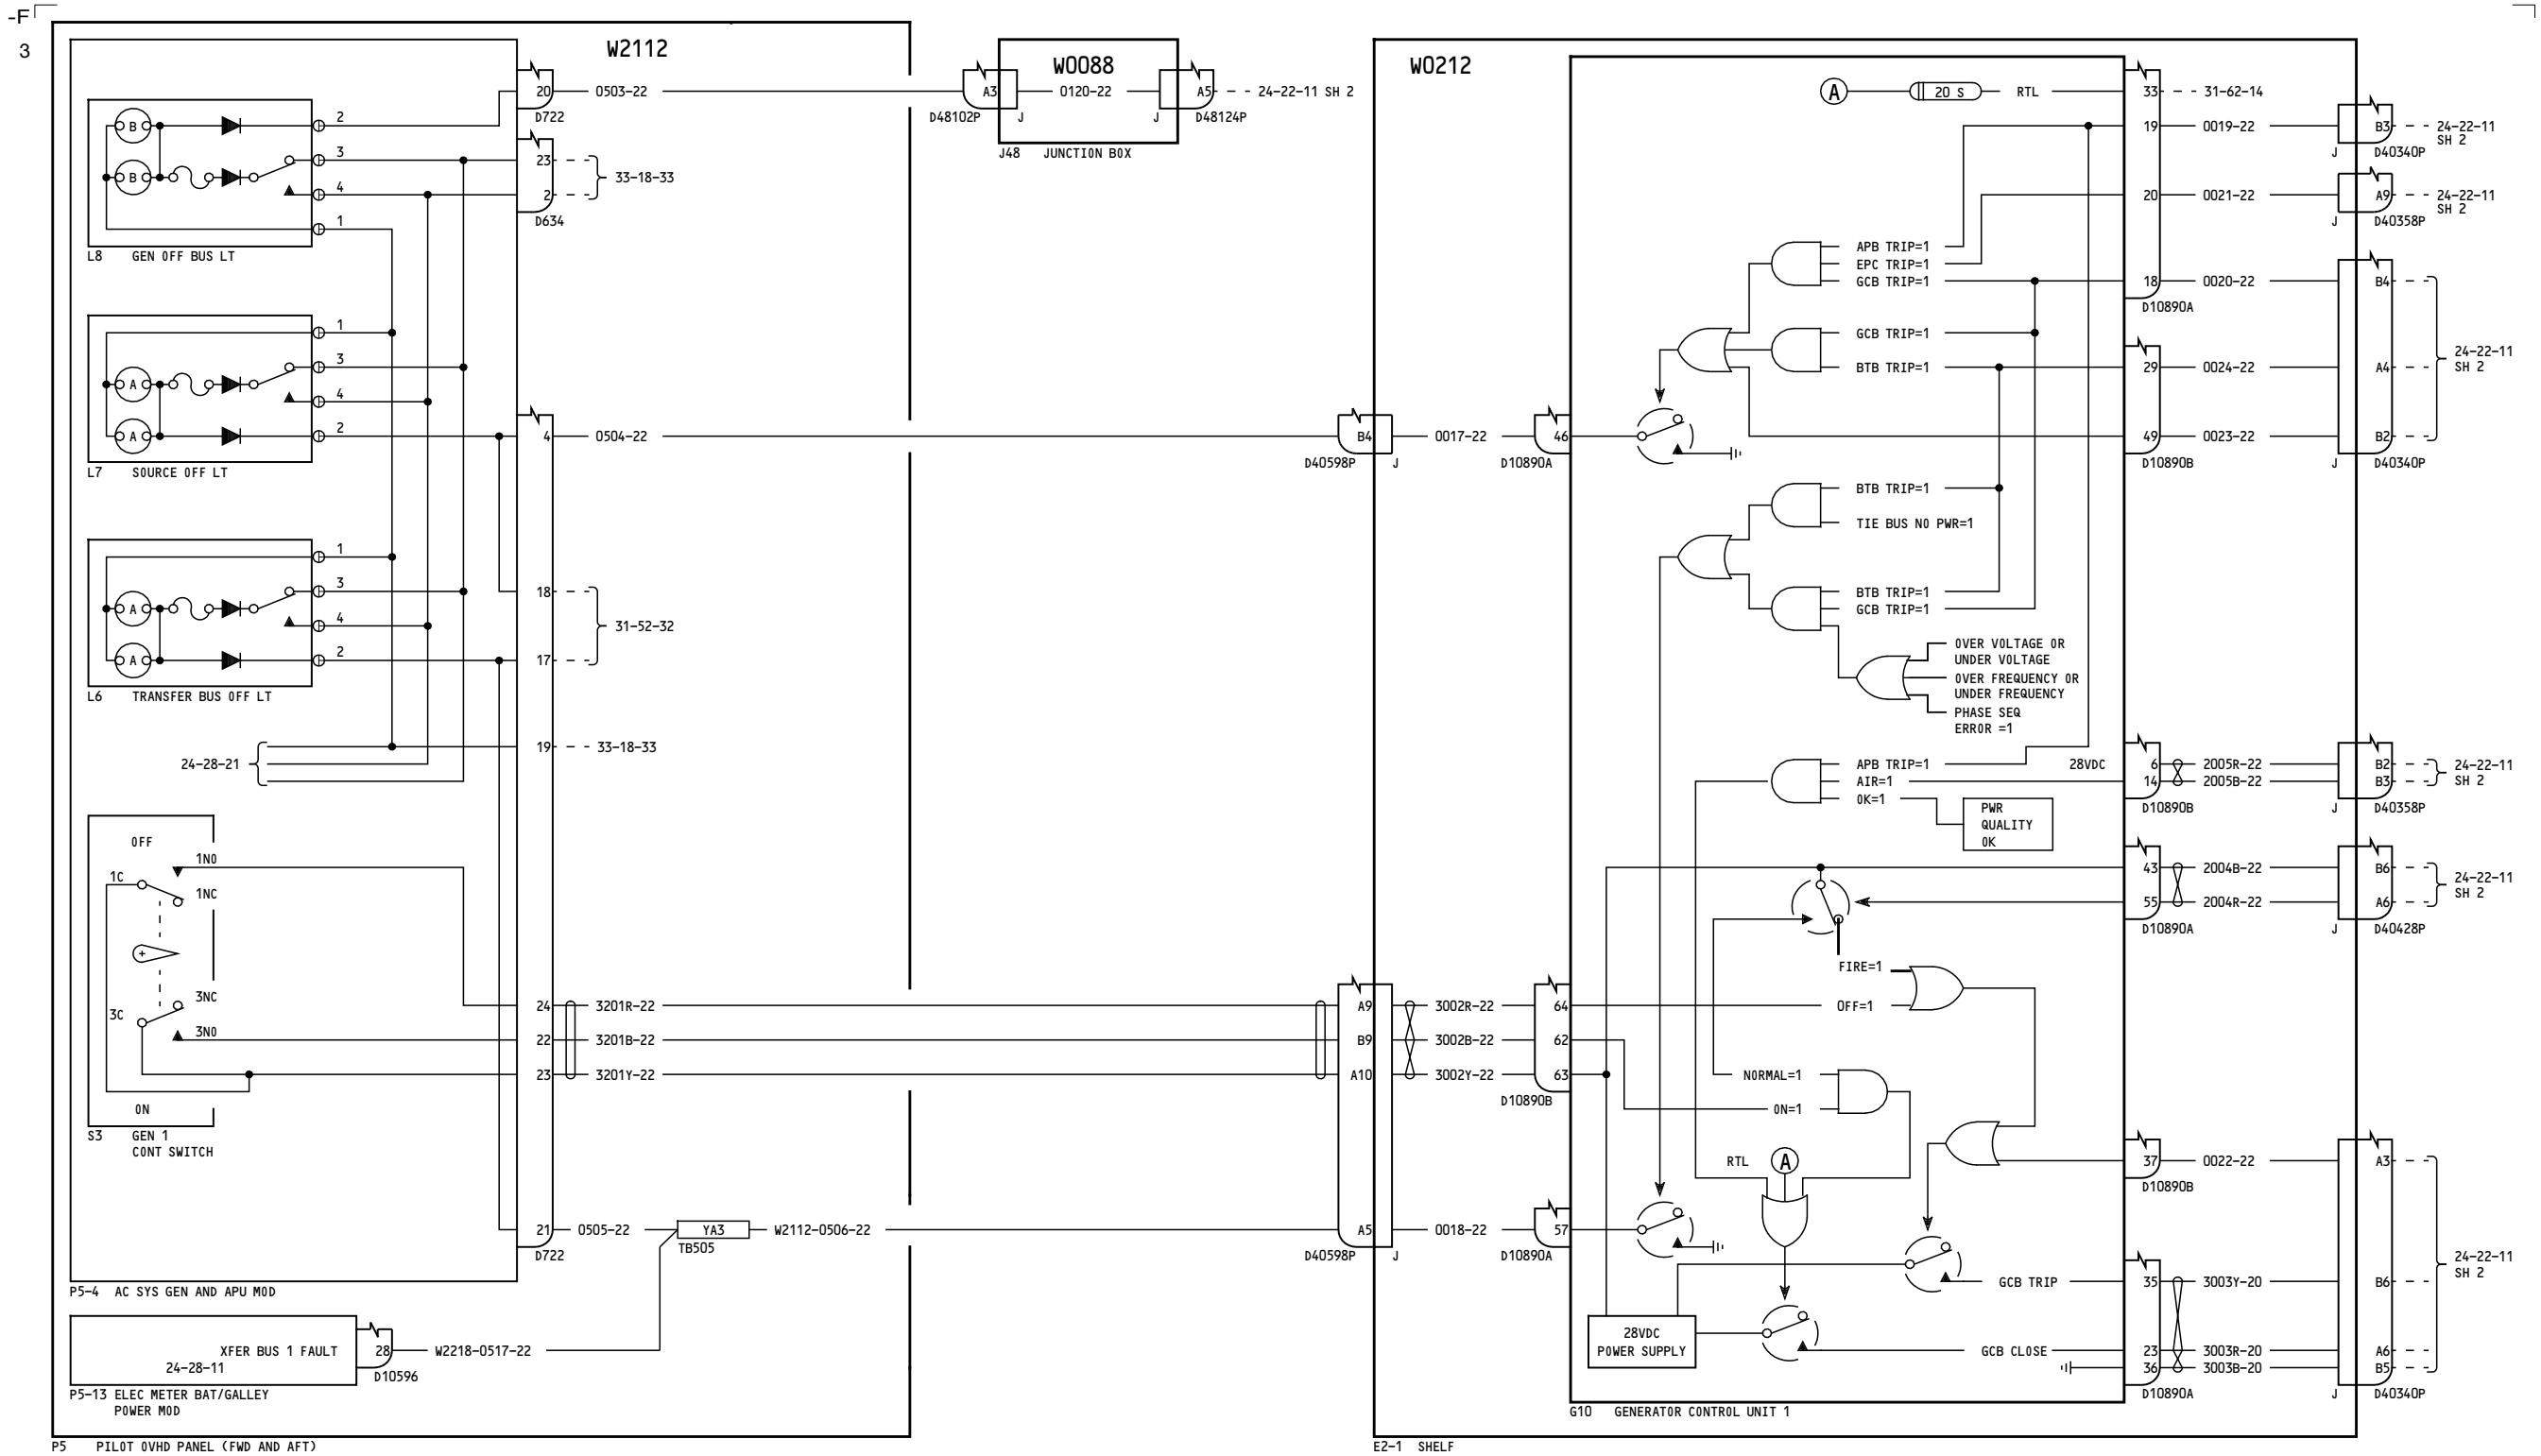 -F
3
W2112
W0088
W0212
20
0503-22
D722
A3
D48102P
J
0120-22
J
A5
D48124P
24-22-11 SH 2
J48 JUNCTION BOX
A
20 S
RTL
33
31-62-14
B
B
2
3
4
1
L8 GEN OFF BUS LT
23
2
33-18-33
D634
19
0019-22
B3
24-22-11
SH 2
J
D40340P
20
0021-22
A9
24-22-11
SH 2
J
D40358P
APB TRIP=1
EPC TRIP=1
GCB TRIP=1
18
0020-22
B4
D10890A
GCB TRIP=1
BTB TRIP=1
29
0024-22
A4
24-22-11
SH 2
49
0023-22
B2
D10890B
J
D40340P
1
3
4
2
A
A
L7 SOURCE OFF LT
4
0504-22
B4
D40598P
J
0017-22
46
D10890A
BTB TRIP=1
TIE BUS NO PWR=1
BTB TRIP=1
GCB TRIP=1
OVER VOLTAGE OR
UNDER VOLTAGE
OVER FREQUENCY OR
UNDER FREQUENCY
PHASE SEQ
ERROR =1
1
3
4
2
A
A
L6 TRANSFER BUS OFF LT
18
17
31-52-32
24-28-21
19
33-18-33
APB TRIP=1
AIR=1
OK=1
28VDC
PWR
QUALITY
OK
6
14
2005R-22
2005B-22
B2
B3
24-22-11
SH 2
D10890B
J
D40358P
43
55
2004B-22
2004R-22
B6
A6
24-22-11
SH 2
D10890A
J
D40428P
OFF
1NO
1C
1NC
+
3NC
3C
3NO
ON
S3 GEN 1
CONT SWITCH
24
22
23
3201R-22
3201B-22
3201Y-22
A9
B9
A10
3002R-22
3002B-22
3002Y-22
64
62
63
D10890B
FIRE=1
OFF=1
NORMAL=1
ON=1
RTL
A
37
0022-22
A3
D10890B
21
0505-22
YA3
TB505
W2112-0506-22
D722
A5
D40598P
J
0018-22
57
D10890A
24-22-11
SH 2
GCB TRIP
35
3003Y-20
B6
P5-4 AC SYS GEN AND APU MOD
28VDC
POWER SUPPLY
GCB CLOSE
23
36
3003R-20
3003B-20
A6
B5
D10890A
J
D40340P
XFER BUS 1 FAULT
24-28-11
28
W2218-0517-22
D10596
P5-13 ELEC METER BAT/GALLEY
POWER MOD
G10 GENERATOR CONTROL UNIT 1
P5 PILOT OVHD PANEL (FWD AND AFT)
E2-1 SHELF